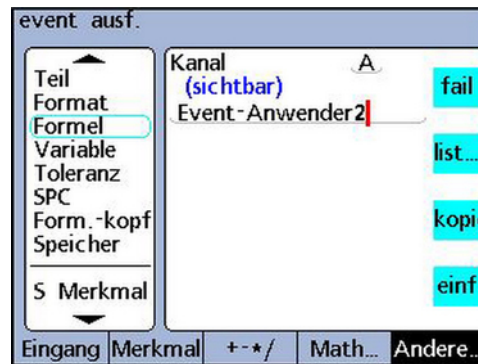 event ausf.
Teil
Format
Formel
Variable
Toleranz
SPC
Form.-kopf
Speicher
S Merkmal
Kanal A
(sichtbar)
Event-Anwender2
fail
list...
kopi
einf
Eingang Merkmal +-*/ Math... Andere...